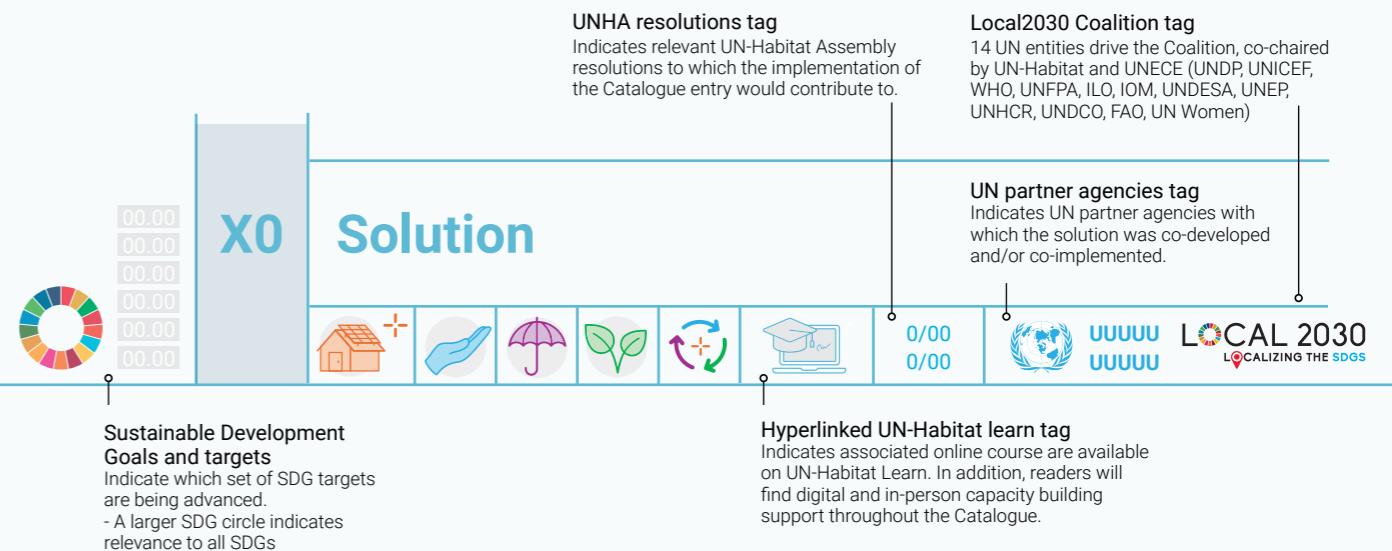 UNHA resolutions tag
Indicates relevant UN-Habitat Assembly
resolutions to which the implementation of
the Catalogue entry would contribute to.
Local2030 Coalition tag
14 UN entities drive the Coalition, co-chaired
by UN-Habitat and UNECE (UNDP, UNICEF,
WHO, UNFPA, ILO, IOM, UNDESA, UNEP,
UNHCR, UNDCO, FAO, UN Women)
UN partner agencies tag
Indicates UN partner agencies with
which the solution was co-developed
and/or co-implemented.
00.00
00.00
00.00
00.00
00.00
00.00
X0
Solution
0/00
0/00
UUUUU
UUUUU
LOCAL 2030
LOCALIZING THE SDGS
Sustainable Development
Goals and targets
Indicate which set of SDG targets
are being advanced.
- A larger SDG circle indicates
relevance to all SDGs
Hyperlinked UN-Habitat learn tag
Indicates associated online course are available
on UN-Habitat Learn. In addition, readers will
find digital and in-person capacity building
support throughout the Catalogue.